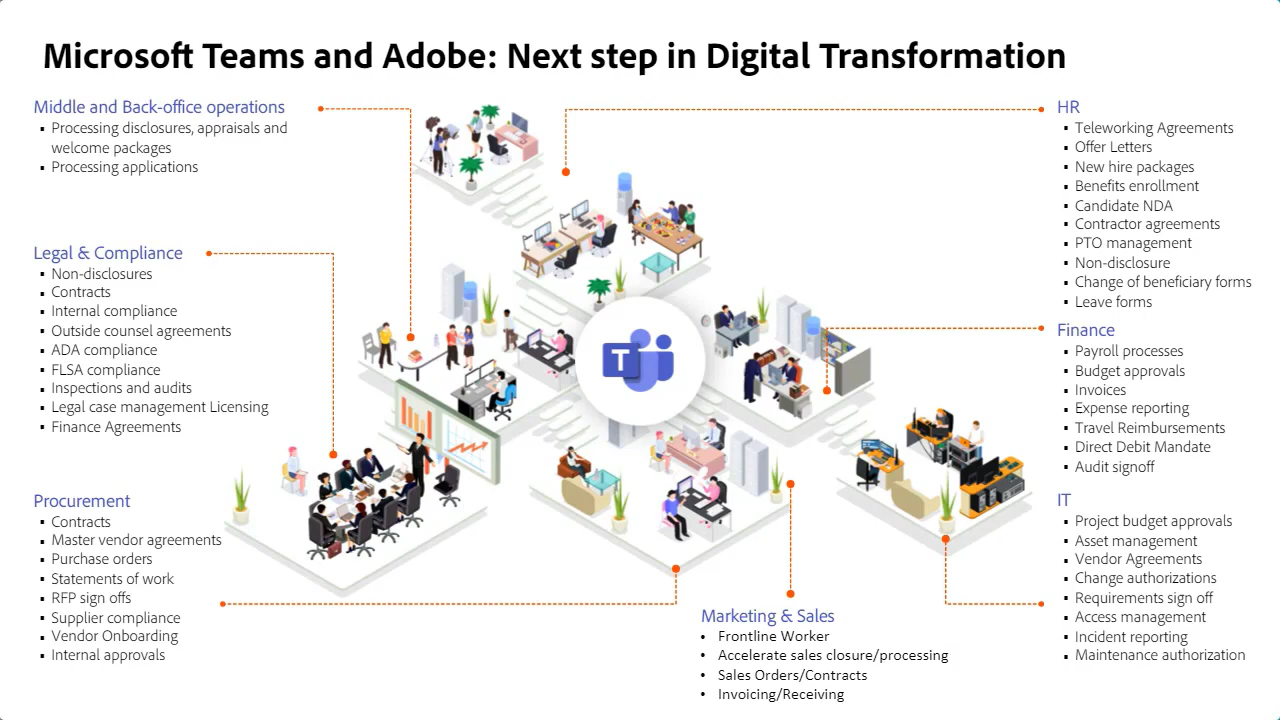 Microsoft Teams and Adobe: Next step in Digital Transformation
Middle and Back-office operations
▪ Processing disclosures, appraisals and
welcome packages
▪ Processing applications
Legal & Compliance
▪ Non-disclosures
▪ Contracts
▪ Internal compliance
▪ Outside counsel agreements
▪ ADA compliance
▪ FLSA compliance
▪ Inspections and audits
▪ Legal case management Licensing
▪ Finance Agreements
Procurement
▪ Contracts
▪ Master vendor agreements
▪ Purchase orders
▪ Statements of work
▪ RFP sign offs
▪ Supplier compliance
▪ Vendor Onboarding
▪ Internal approvals
T
Marketing & Sales
• Frontline Worker
• Accelerate sales closure/processing
• Sales Orders/Contracts
• Invoicing/Receiving
HR
▪ Teleworking Agreements
▪ Offer Letters
▪ New hire packages
▪ Benefits enrollment
▪ Candidate NDA
▪ Contractor agreements
▪ PTO management
▪ Non-disclosure
▪ Change of beneficiary forms
▪ Leave forms
Finance
▪ Payroll processes
▪ Budget approvals
▪ Invoices
▪ Expense reporting
▪ Travel Reimbursements
▪ Direct Debit Mandate
▪ Audit signoff
IT
▪ Project budget approvals
▪ Asset management
▪ Vendor Agreements
▪ Change authorizations
▪ Requirements sign off
▪ Access management
▪ Incident reporting
▪ Maintenance authorization